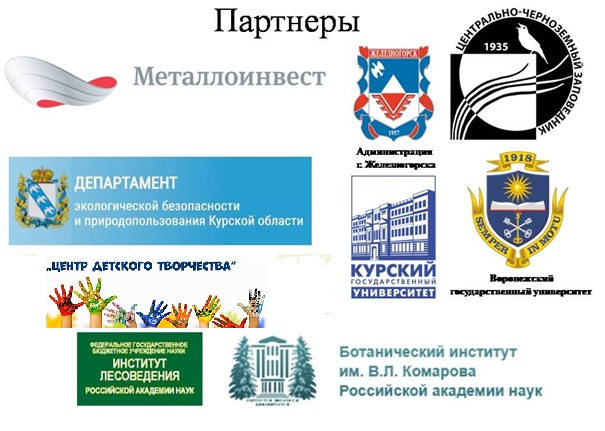 Партнеры
Металлоинвест
ЖЕЛЕЗНОГОРСК
1957
Администрация
г. Железногорска
ЦЕНТРАЛЬНО-ЧЕРНОЗЕМНЫЙ ЗАПОВЕДНИК
1935
ДЕПАРТАМЕНТ
экологической безопасности
и природопользования Курской области
КУРСКИЙ
ГОСУДАРСТВЕННЫЙ
УНИВЕРСИТЕТ
1918
SEMPER IN MOTU
Воронежский
государственный университет
„ЦЕНТР ДЕТСКОГО ТВОРЧЕСТВА"
ФЕДЕРАЛЬНОЕ ГОСУДАРСТВЕННОЕ
БЮДЖЕТНОЕ УЧРЕЖДЕНИЕ НАУКИ
ИНСТИТУТ
ЛЕСОВЕДЕНИЯ
РОССИЙСКОЙ АКАДЕМИИ НАУК
Ботанический институт
им. В.Л. Комарова
Российской академии наук